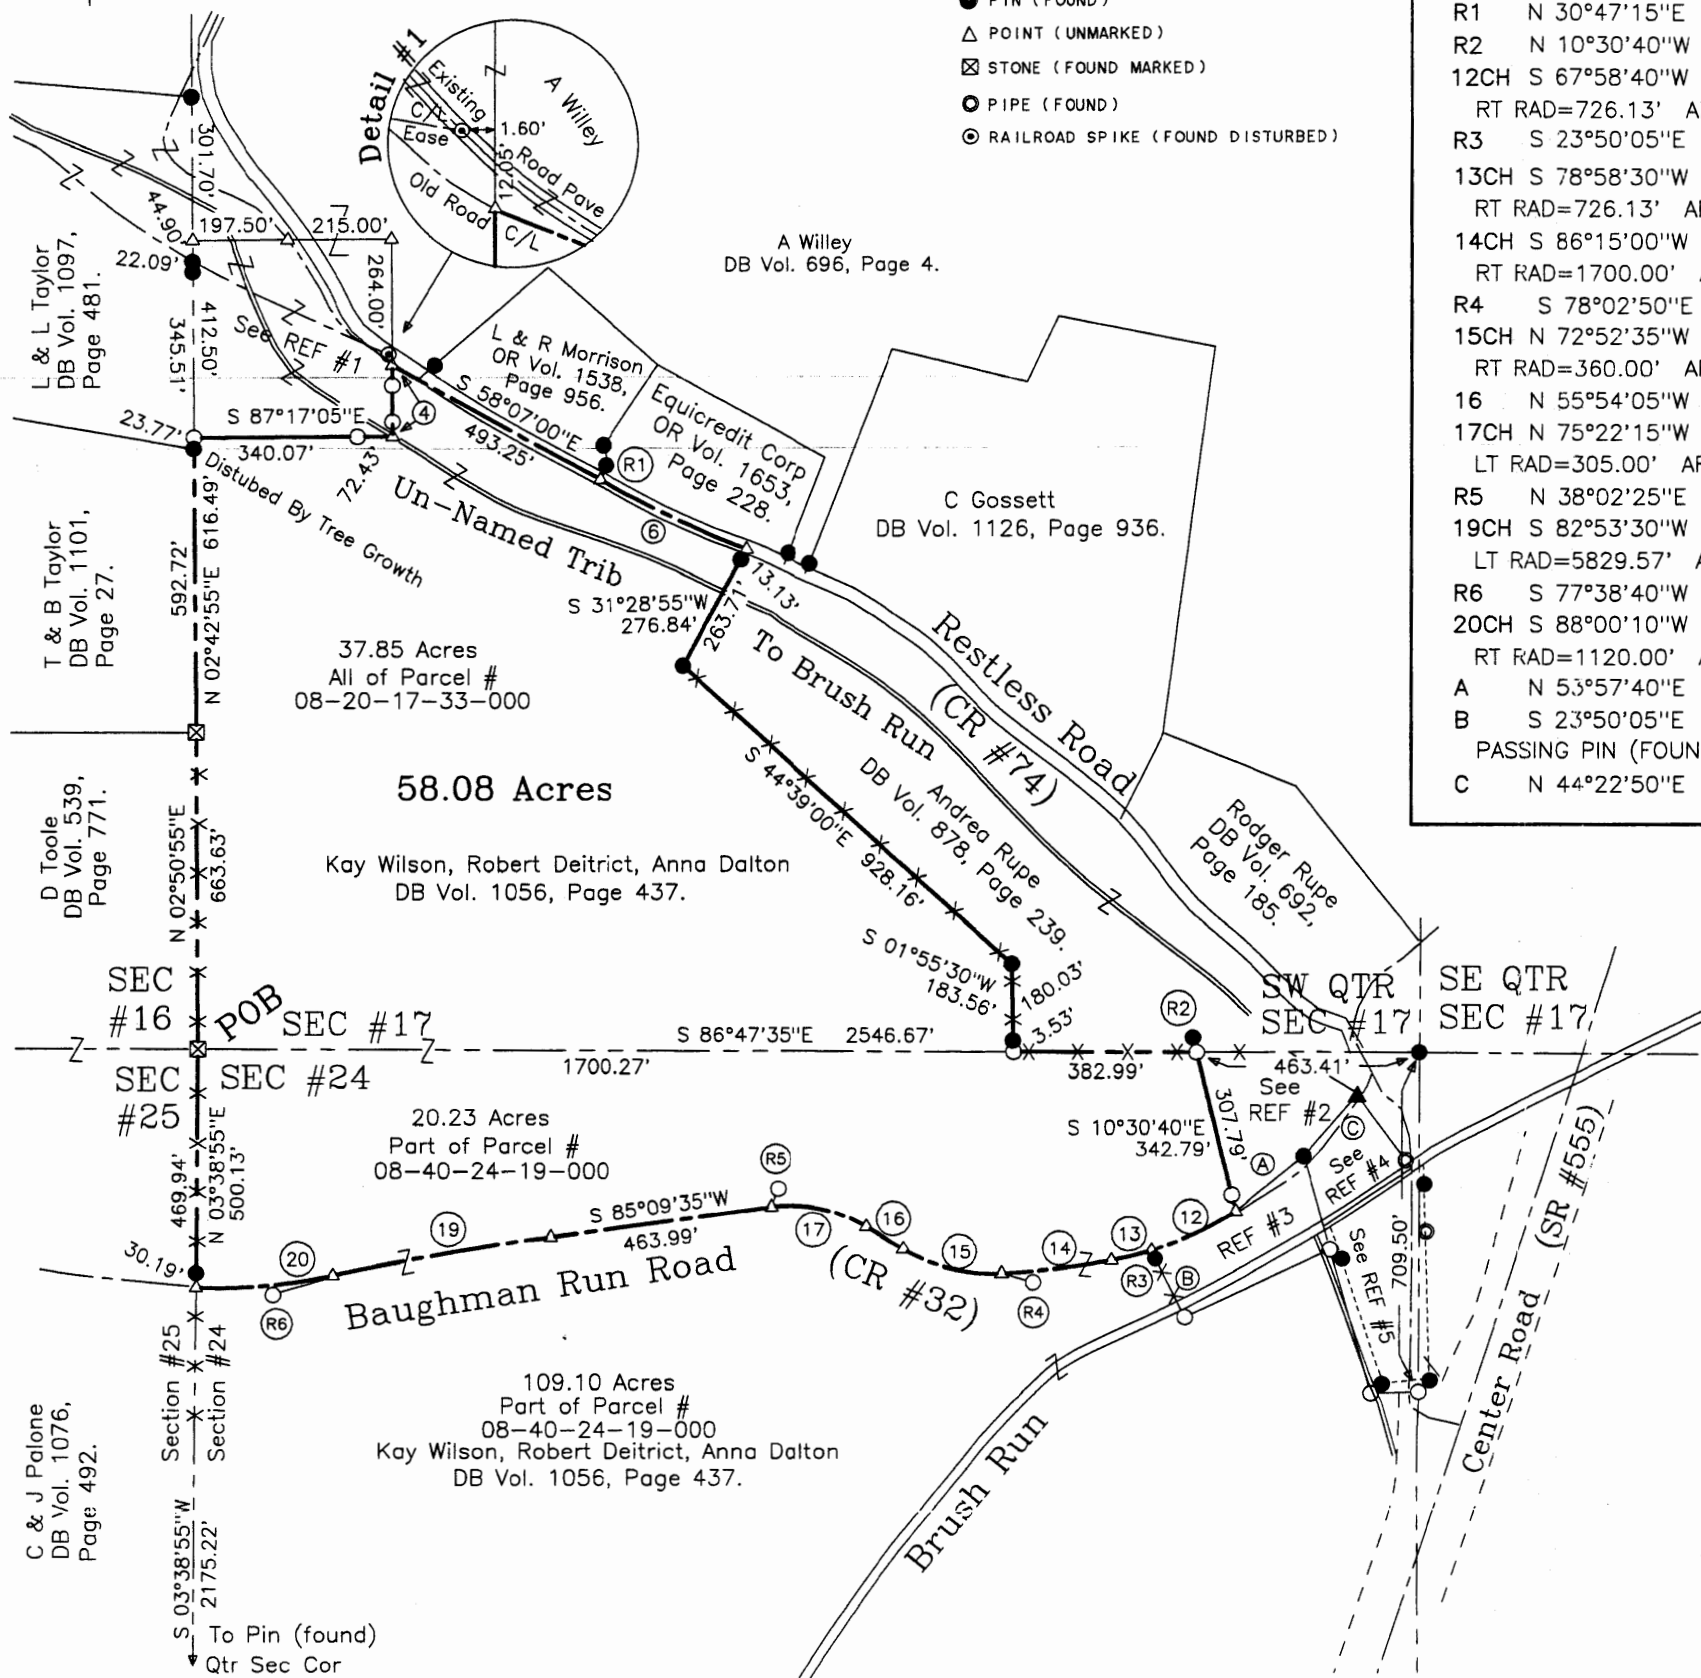 PIN (FOUND)
POINT (UNMARKED)
STONE (FOUND MARKED)
PIPE (FOUND)
RAILROAD SPIKE (FOUND DISTURBED)
R1 N 30°47'15"E
R2 N 10°30'40"W
12CH S 67°58'40"W
RT RAD=726.13'
R3 S 23°50'05"E
13CH S 78°58'30"W
RT RAD=726.13'
14CH S 86°15'00"W
RT RAD=1700.00'
R4 S 78°02'50"E
15CH N 72°52'35"W
RT RAD=360.00'
16 N 55°54'05"W
17CH N 75°22'15"W
LT RAD=305.00'
R5 N 38°02'25"E
19CH S 82°53'30"W
LT RAD=5829.57'
R6 S 77°38'40"W
20CH S 88°00'10"W
RT RAD=1120.00'
A N 53°57'40"E
B S 23°50'05"E
PASSING PIN (FOUN
C N 44°22'50"E
Detail #1
Existing
C/L
Ease
A Willey
1.60'
12.05'
Road Pave
Old Road
C/L
301.70'
44.90'
197.50'
215.00'
22.09'
264.00'
412.50'
345.51'
See REF #1
L & L Taylor
DB Vol. 1097,
Page 481.
A Willey
DB Vol. 696, Page 4.
L & R Morrison
OR Vol. 1538,
Page 956.
S 58°07'00"E
493.25'
Equicredit Corp
OR Vol. 1653,
Page 228.
23.77'
S 87°17'05"E
340.07'
72.43'
4
R1
6
Distubed By Tree Growth
Un-Named Trib
To Brush Run
C Gossett
DB Vol. 1126, Page 936.
T & B Taylor
DB Vol. 1101,
Page 27.
592.72'
N 02°42'55"E 616.49'
13.13'
S 31°28'55"W
276.84'
263.71'
Restless Road
(CR #74)
37.85 Acres
All of Parcel #
08-20-17-33-000
58.08 Acres
Kay Wilson, Robert Deitrict, Anna Dalton
DB Vol. 1056, Page 437.
S 44°39'00"E 928.16'
Andrea Rupe
DB Vol. 878, Page 239.
Rodger Rupe
DB Vol. 692,
Page 185.
D Toole
DB Vol. 539,
Page 771.
N 02°50'55"E
663.63'
S 01°55'30"W
183.56'
180.03'
3.53'
SEC
#16
POB
SEC #17
SW QTR
SEC #17
SE QTR
SEC #17
R2
S 86°47'35"E 2546.67'
1700.27'
382.99'
463.41'
SEC
#25
SEC #24
See
REF #2
20.23 Acres
Part of Parcel #
08-40-24-19-000
N 03°38'55"E
500.13'
469.94'
30.19'
S 10°30'40"E
342.79'
307.79'
A
C
See
REF #4
R5
S 85°09'35"W
463.99'
20
19
17
16
15
14
13
12
R3
R4
R6
B
REF #3
See REF #5
709.50'
Baughman Run Road
(CR #32)
Center Road (SR #555)
Brush Run
Section #25
Section #24
109.10 Acres
Part of Parcel #
08-40-24-19-000
Kay Wilson, Robert Deitrict, Anna Dalton
DB Vol. 1056, Page 437.
C & J Palone
DB Vol. 1076,
Page 492.
S 03°38'55"W
2175.22'
To Pin (found)
Qtr Sec Cor